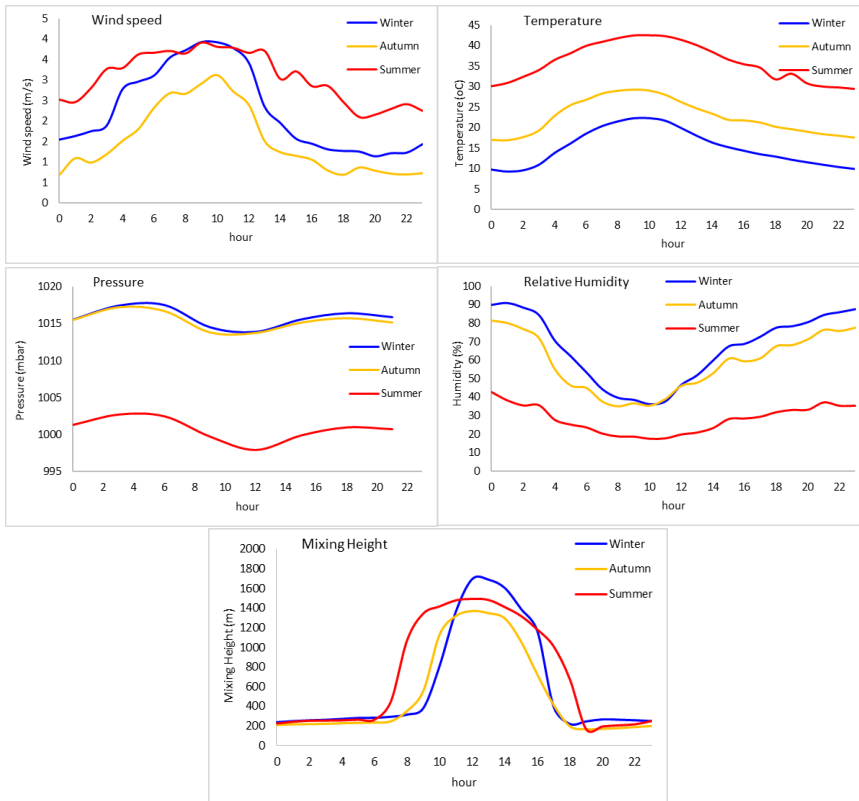 Wind speed
Winter
Autumn
Summer
Wind speed (m/s)
5
4
4
3
3
2
2
1
1
0
0 2 4 6 8 10 12 14 16 18 20 22
hour
Temperature
Winter
Autumn
Summer
Temperature (oC)
45
40
35
30
25
20
15
10
5
0
0 2 4 6 8 10 12 14 16 18 20 22
hour
Pressure
Winter
Autumn
Summer
Pressure (mbar)
1020
1015
1010
1005
1000
995
0 2 4 6 8 10 12 14 16 18 20 22
hour
Relative Humidity
Winter
Autumn
Summer
Humidity (%)
100
90
80
70
60
50
40
30
20
10
0
0 2 4 6 8 10 12 14 16 18 20 22
hour
Mixing Height
Winter
Autumn
Summer
Mixing Height (m)
2000
1800
1600
1400
1200
1000
800
600
400
200
0
0 2 4 6 8 10 12 14 16 18 20 22
hour